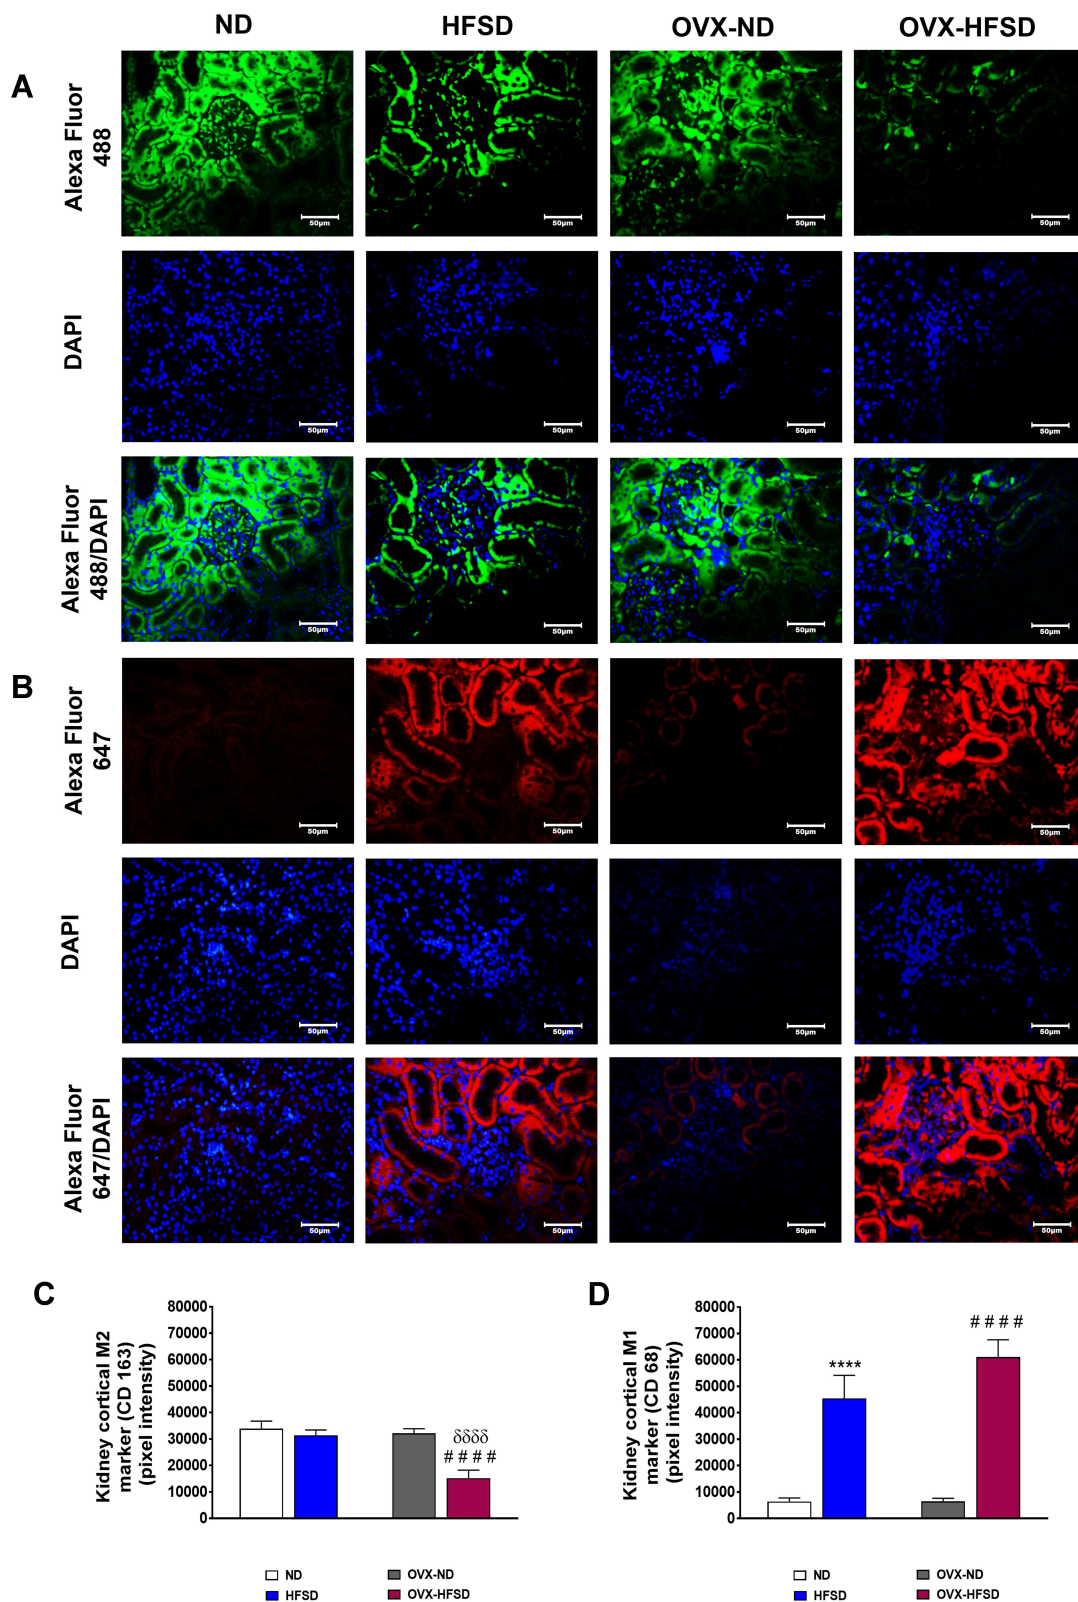 ND HFSD OVX-ND OVX-HFSD
A
Alexa Fluor
488
50µm 50µm 50µm 50µm
DAPI
50µm 50µm 50µm 50µm
Alexa Fluor
488/DAPI
50µm 50µm 50µm 50µm
B
Alexa Fluor
647
50µm 50µm 50µm 50µm
DAPI
50µm 50µm 50µm 50µm
Alexa Fluor
647/DAPI
50µm 50µm 50µm 50µm
C
Kidney cortical M2
marker (CD 163)
(pixel intensity)
80000
70000
60000
50000
40000
30000
20000
10000
0
δδδδ
####
ND OVX-ND
HFSD OVX-HFSD
D
Kidney cortical M1
marker (CD 68)
(pixel intensity)
80000
70000
60000
50000
40000
30000
20000
10000
0
****
####
ND OVX-ND
HFSD OVX-HFSD